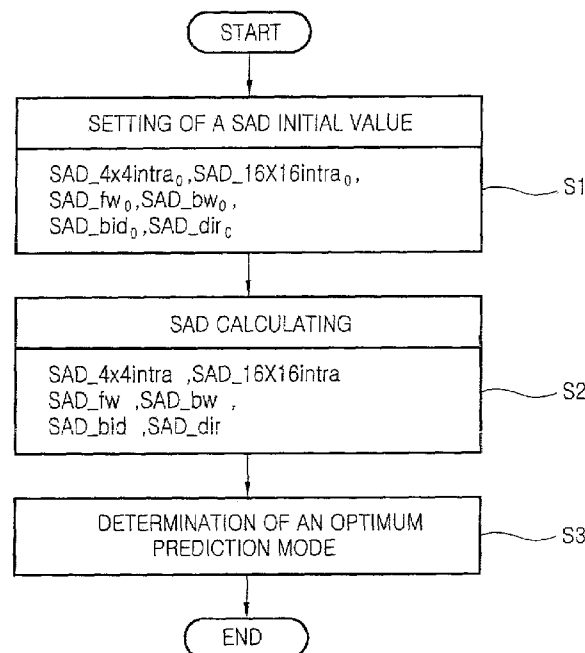 START
SETTING OF A SAD INITIAL VALUE
SAD_4x4intra₀,SAD_16X16intra₀,
SAD_fw₀,SAD_bw₀,
SAD_bid₀,SAD_dir₀
S1
SAD CALCULATING
SAD_4x4intra ,SAD_16X16intra
SAD_fw ,SAD_bw ,
SAD_bid ,SAD_dir
S2
DETERMINATION OF AN OPTIMUM
PREDICTION MODE
S3
END